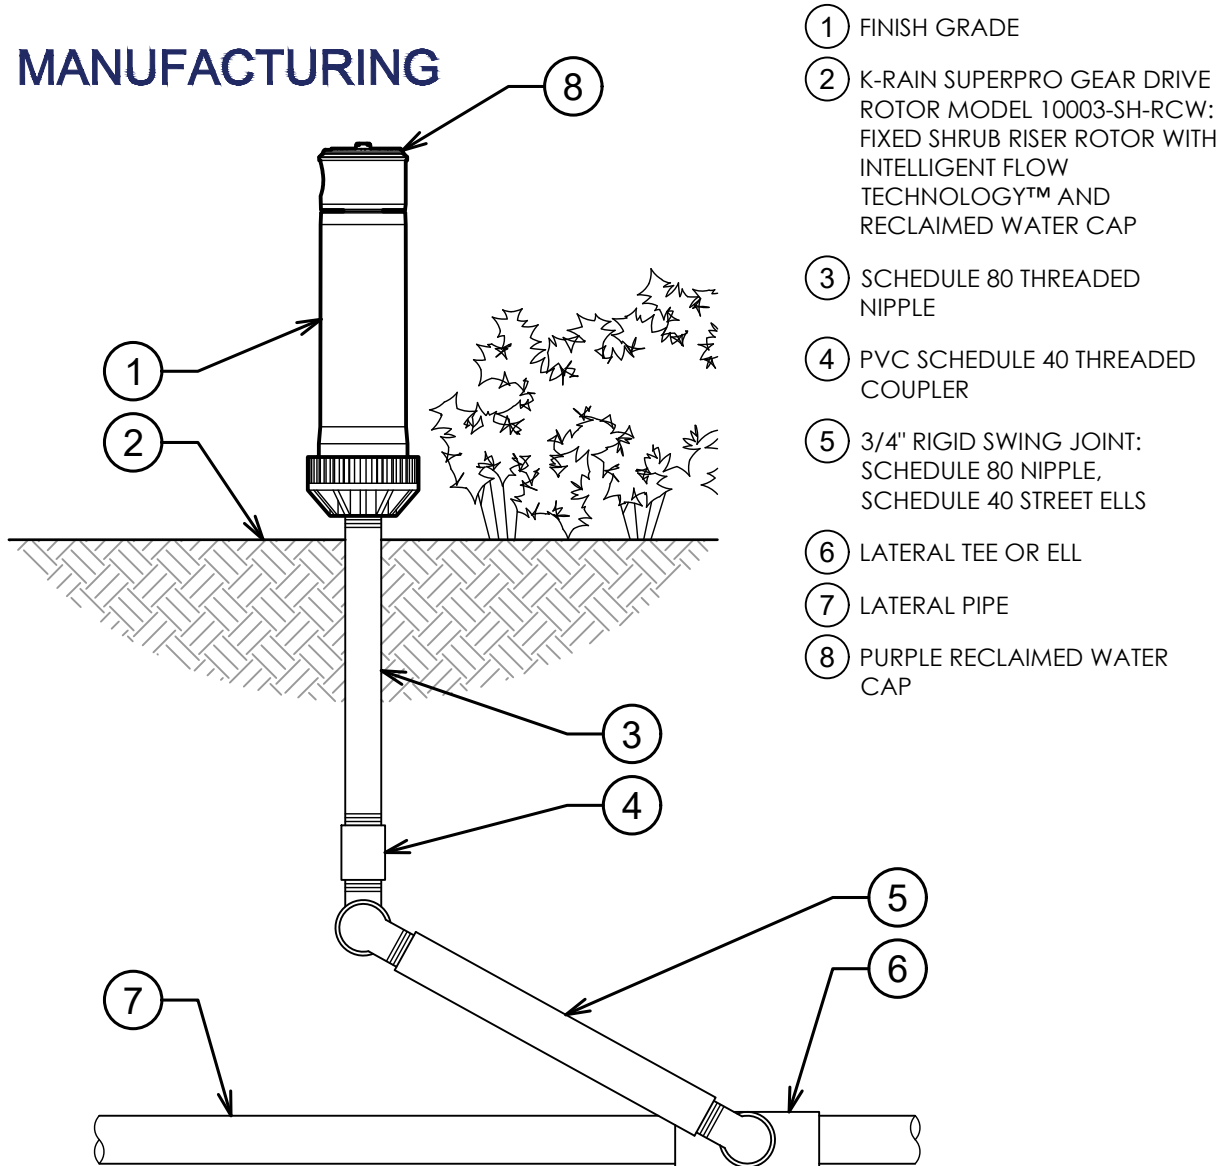 MANUFACTURING
8
1
2
3
4
5
6
7
1 FINISH GRADE
2 K-RAIN SUPERPRO GEAR DRIVE
ROTOR MODEL 10003-SH-RCW:
FIXED SHRUB RISER ROTOR WITH
INTELLIGENT FLOW
TECHNOLOGY™ AND
RECLAIMED WATER CAP
3 SCHEDULE 80 THREADED
NIPPLE
4 PVC SCHEDULE 40 THREADED
COUPLER
5 3/4" RIGID SWING JOINT:
SCHEDULE 80 NIPPLE,
SCHEDULE 40 STREET ELLS
6 LATERAL TEE OR ELL
7 LATERAL PIPE
8 PURPLE RECLAIMED WATER
CAP